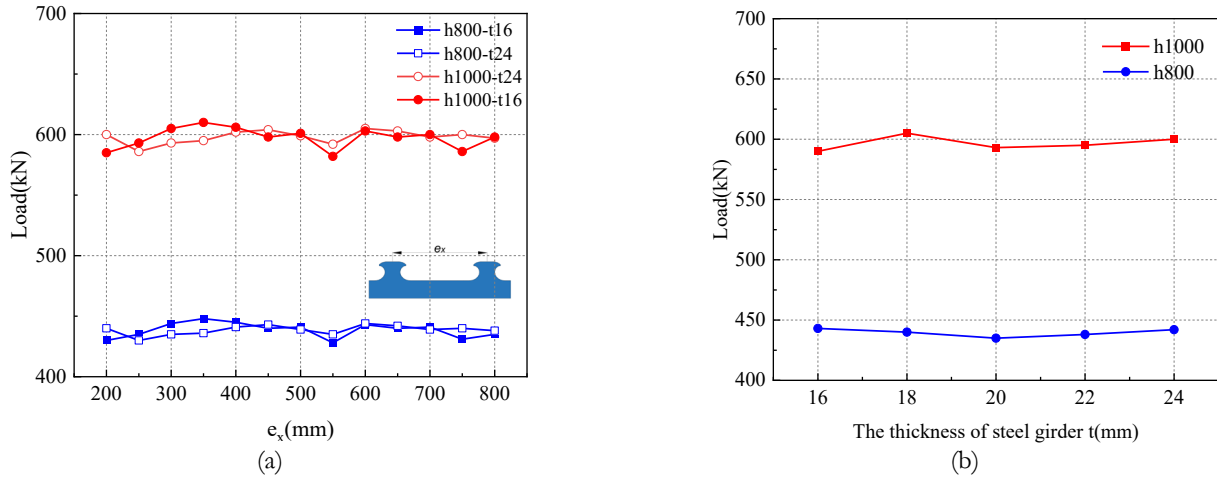 700
600
500
400
Load(kN)
h800-t16
h800-t24
h1000-t24
h1000-t16
eₓ
200 300 400 500 600 700 800
eₓ(mm)
(a)
700
650
600
550
500
450
400
Load(kN)
h1000
h800
16 18 20 22 24
The thickness of steel girder t(mm)
(b)